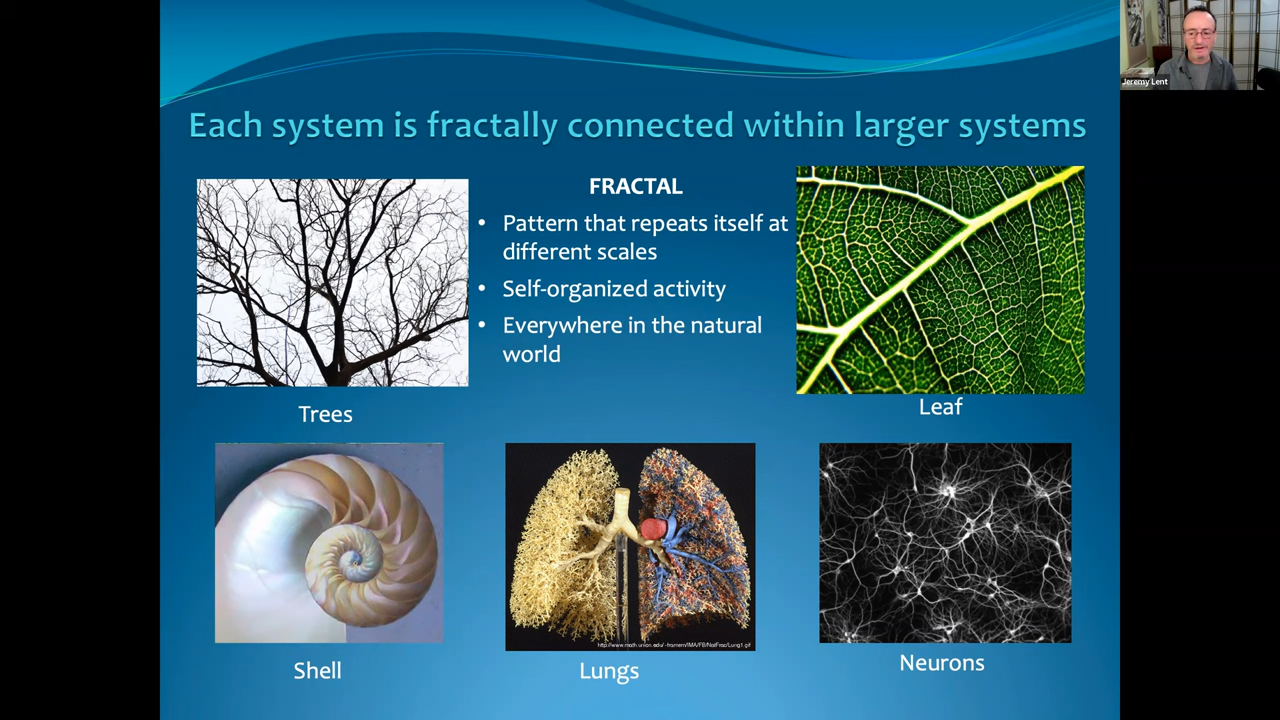 Jeremy Lent
Each system is fractally connected within larger systems
FRACTAL
• Pattern that repeats itself at
different scales
• Self-organized activity
• Everywhere in the natural
world
Trees
Leaf
Shell
Lungs
Neurons